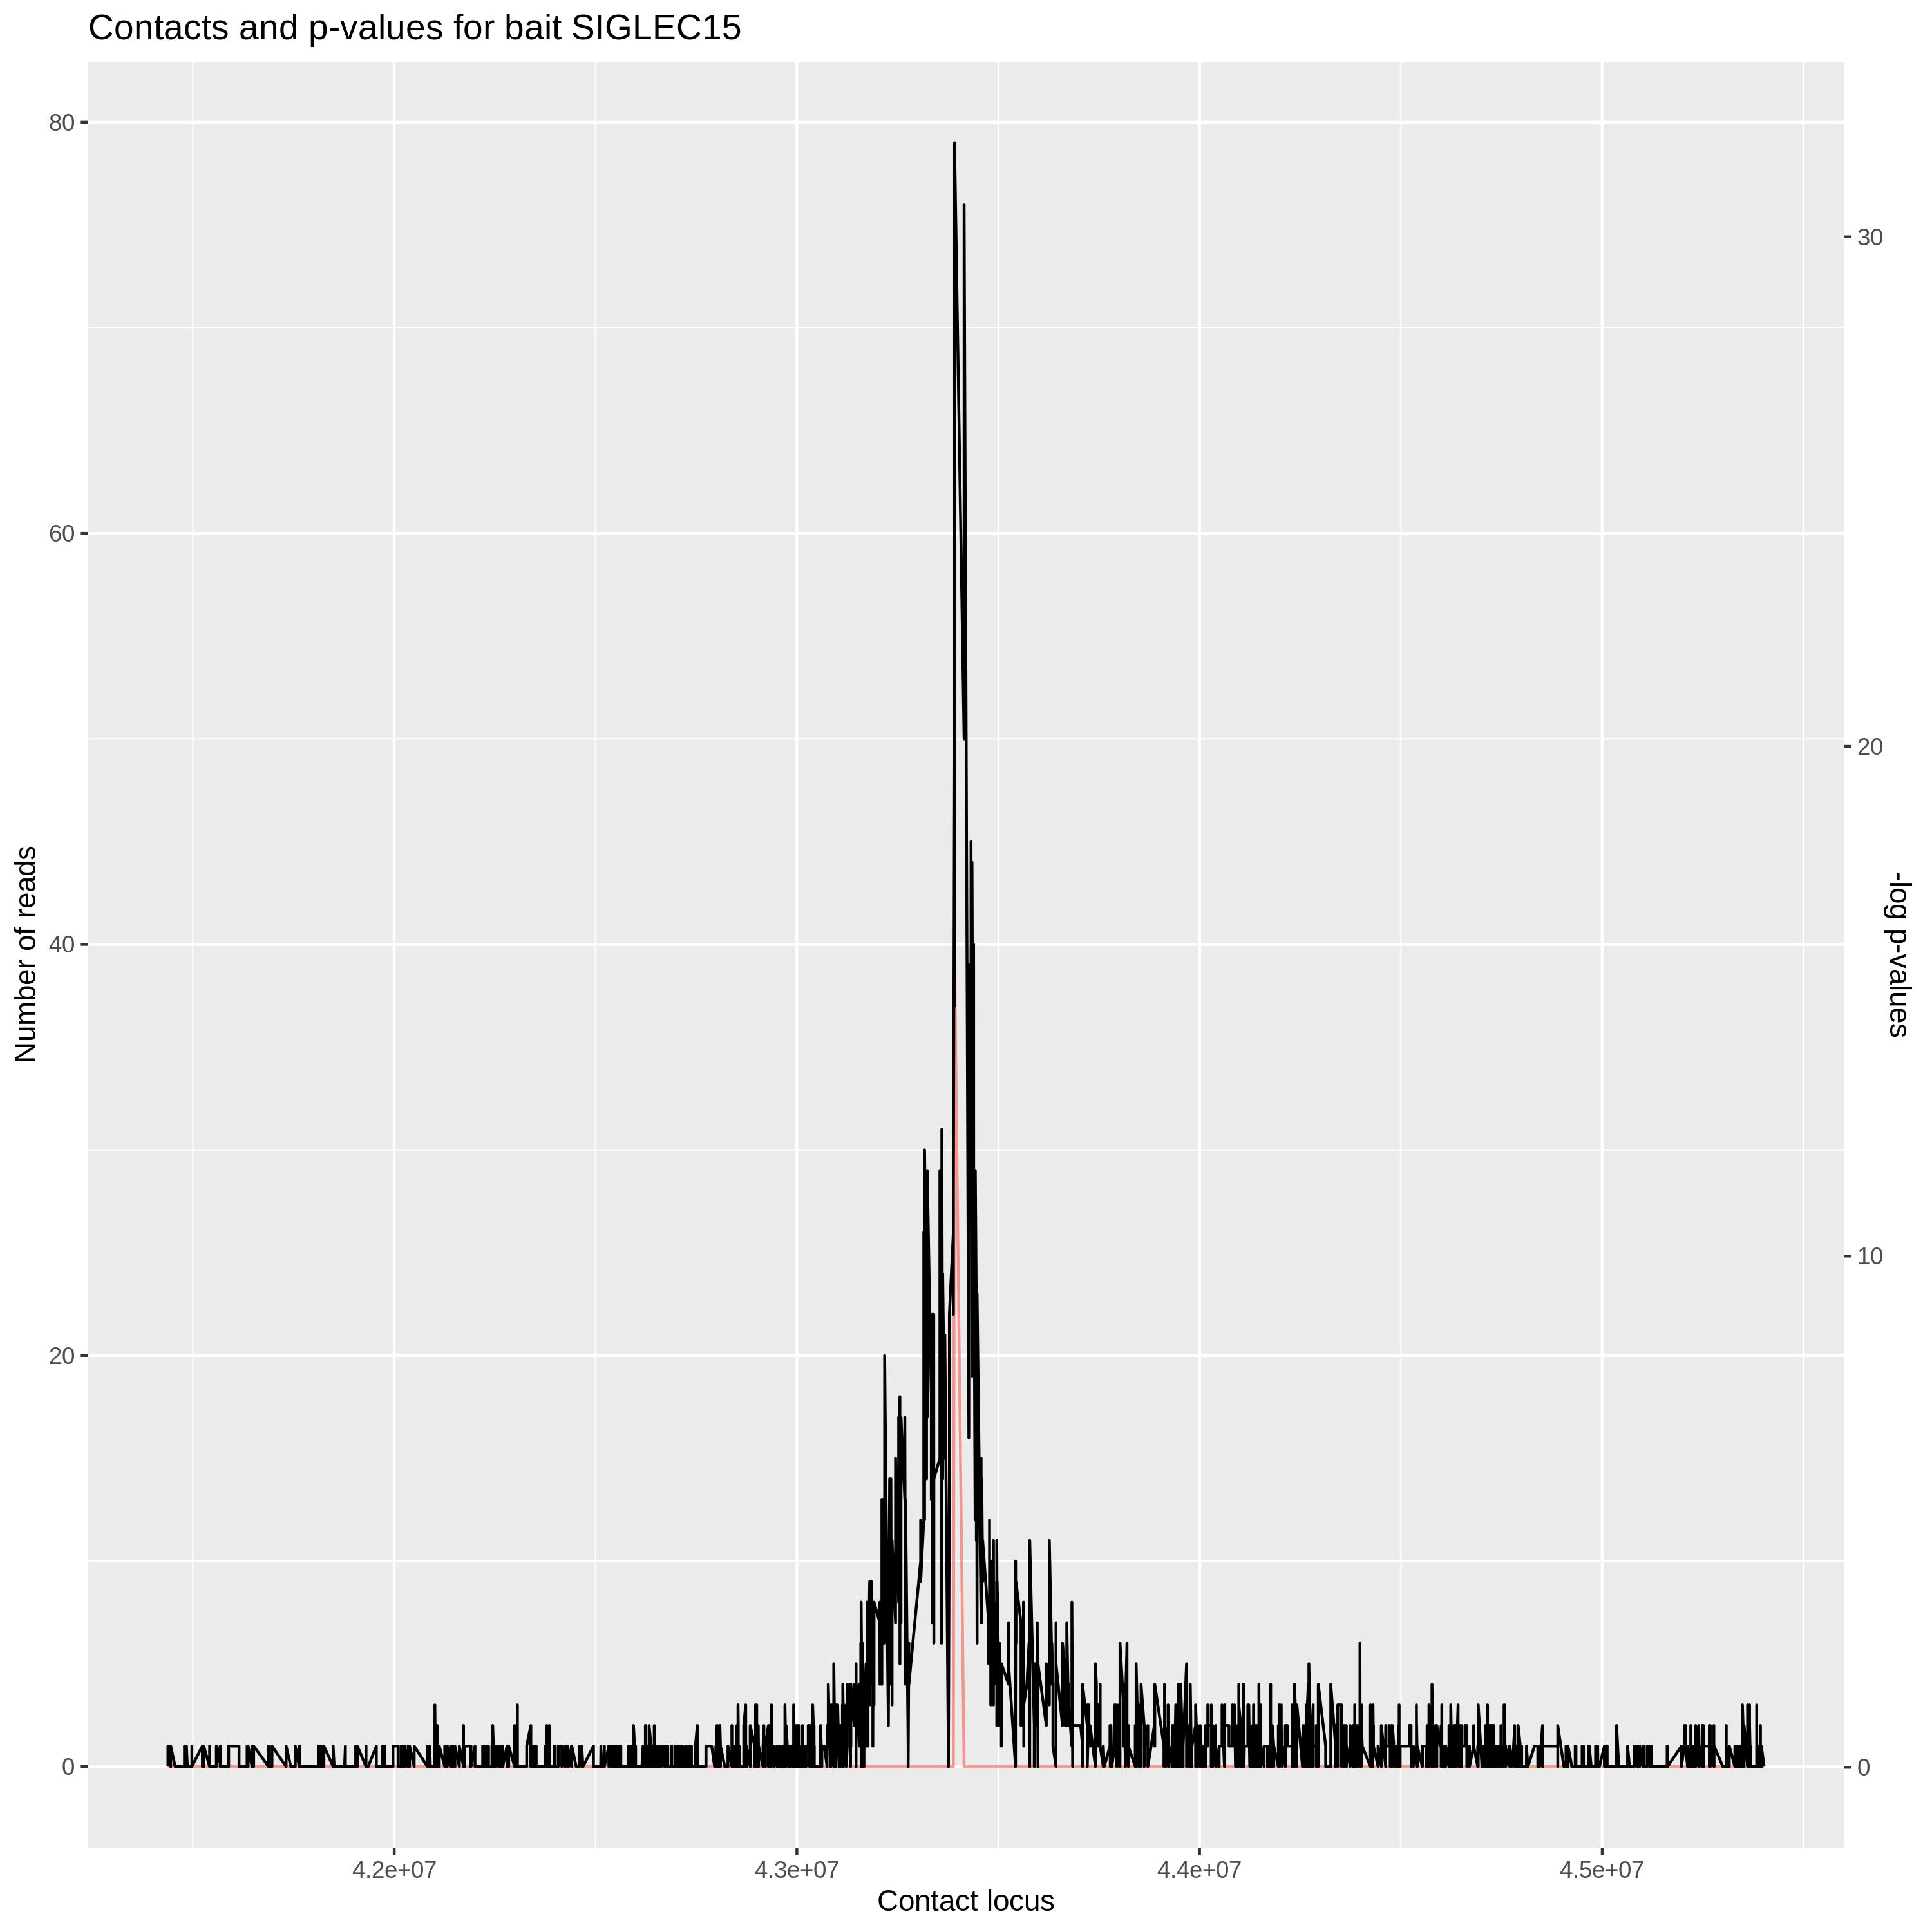 Contacts and p-values for bait SIGLEC15
80
60
40
20
0
Number of reads
30
20
10
0
-log p-values
4.2e+07
4.3e+07
4.4e+07
4.5e+07
Contact locus